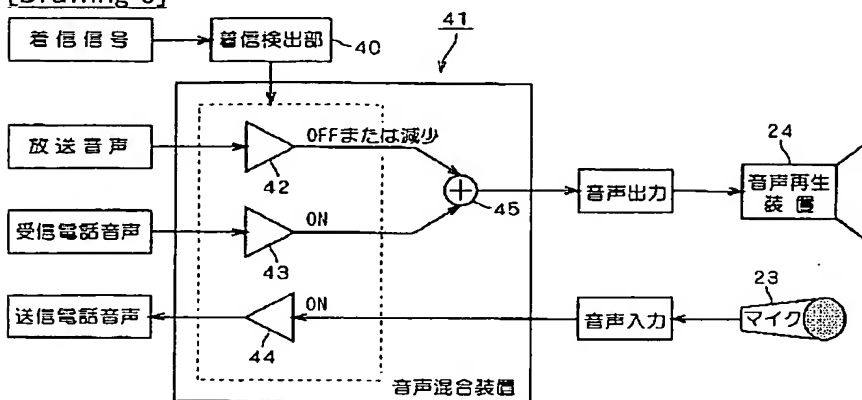 [Drawing
着信信号
着信検出部
40
41
放送音声
42
OFFまたは減少
45
音声出力
24
音声再生
装置
受信電話音声
43
ON
送信電話音声
44
ON
音声入力
23
マイク
音声混合装置